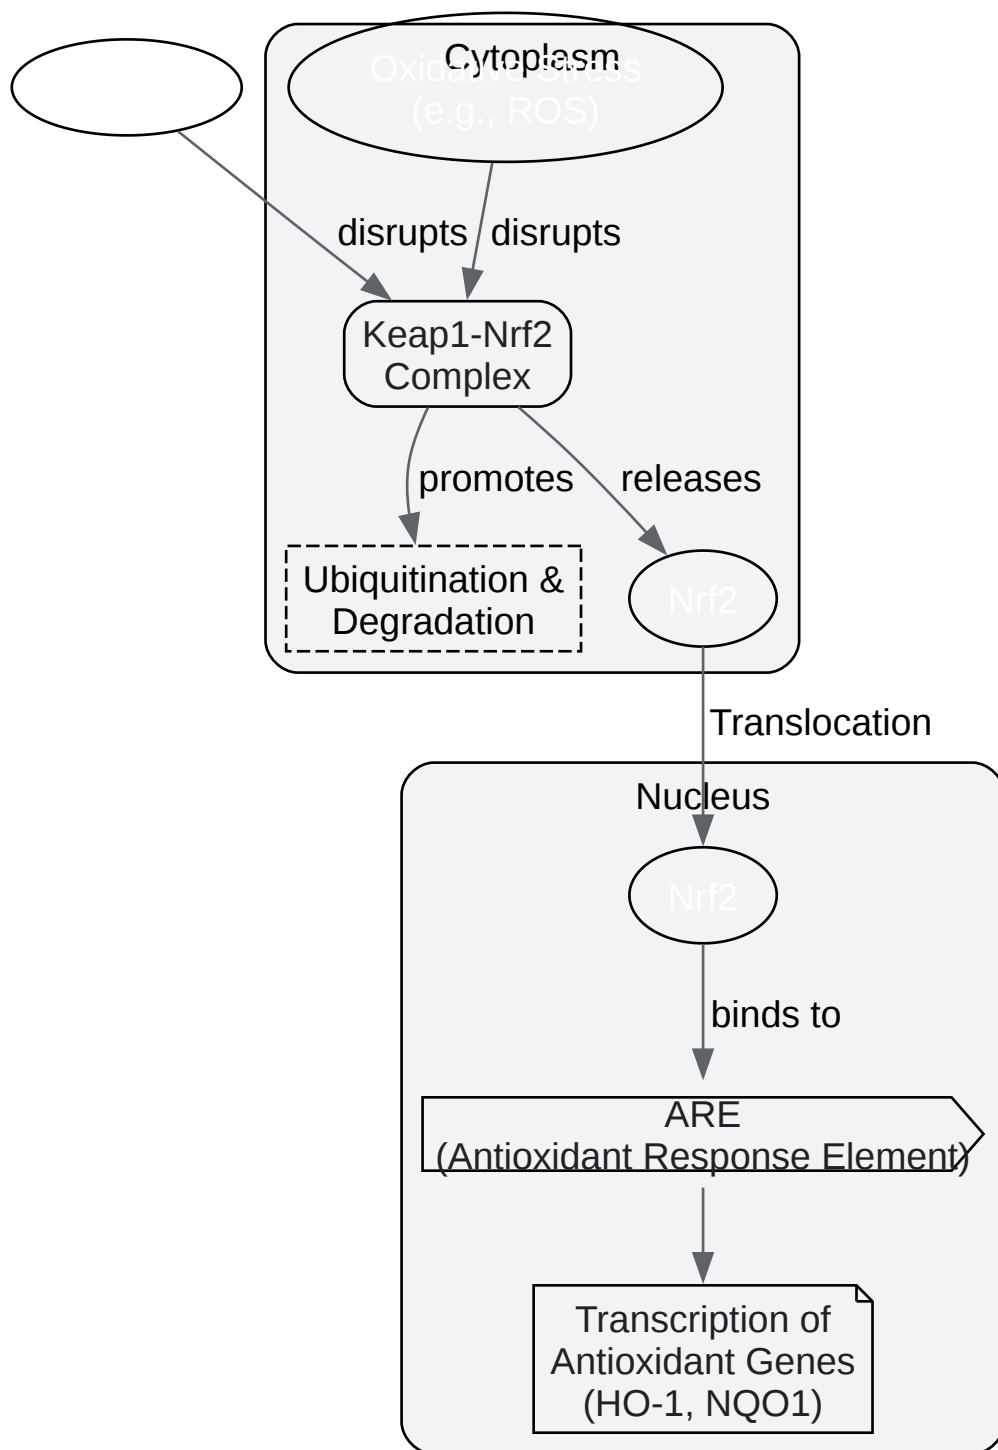 Cytoplasm
Oxidative Stress
(e.g., ROS)
disrupts
disrupts
Keap1-Nrf2
Complex
promotes
releases
Ubiquitination &
Degradation
Nrf2
Translocation
Nucleus
Nrf2
binds to
ARE
(Antioxidant Response Element)
Transcription of
Antioxidant Genes
(HO-1, NQO1)